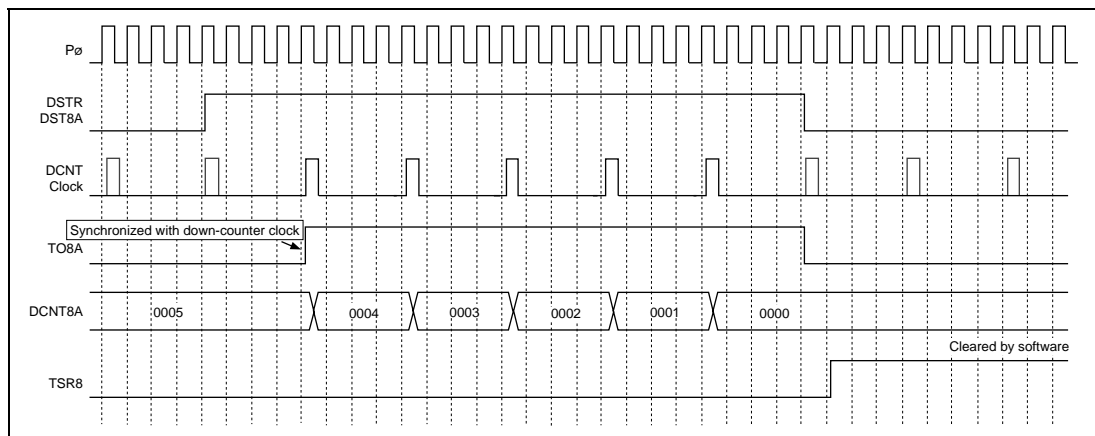 Pø
DSTR
DST8A
DCNT
Clock
Synchronized with down-counter clock
TO8A
DCNT8A
0005 0004 0003 0002 0001 0000
Cleared by software
TSR8